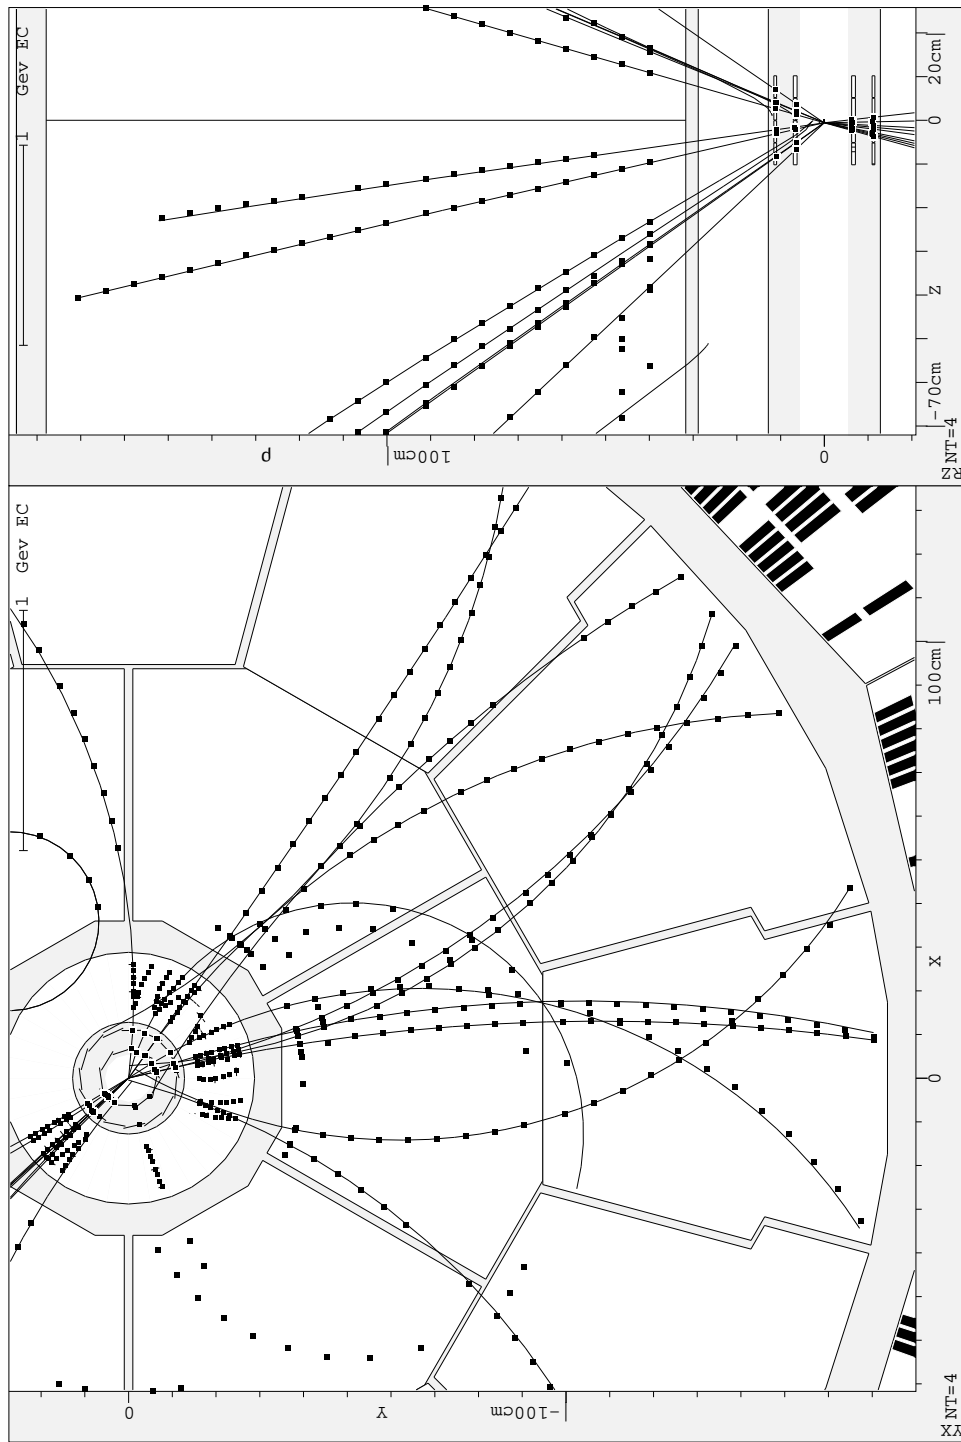 1 Gev EC
20cm|
0
Z
|-70cm
ρ
|100cm
0
RZ
NT=4
1 Gev EC
100cm|
X
0
0
Y
-100cm|
YX
NT=4